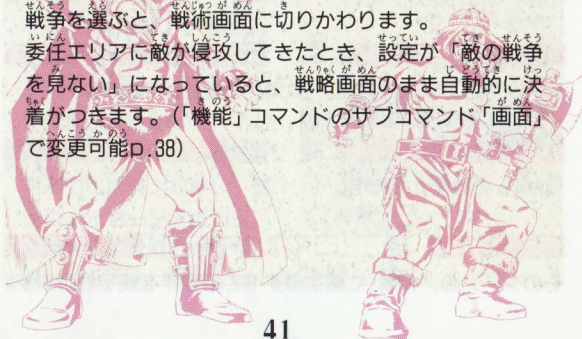 戦争を選ぶと、戦術画面に切りかわります。
委任エリアに敵が侵攻してきたとき、設定が「敵の戦争
を見ない」になっていると、戦略画面のまま自動的に決
着がつきます。(「機能」コマンドのサブコマンド「画面」
で変更可能p.38)
41